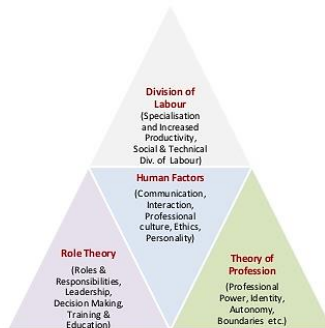 Division of
Labour
(Specialisation
and Increased
Productivity,
Social & Technical
Div. of Labour)
Human Factors
(Communication,
Interaction,
Professional
culture, Ethics,
Personality)
Role Theory
(Roles &
Responsibilities,
Leadership,
Decision Making,
Training &
Education)
Theory of
Profession
(Professional
Power, Identity,
Autonomy,
Boundaries etc.)